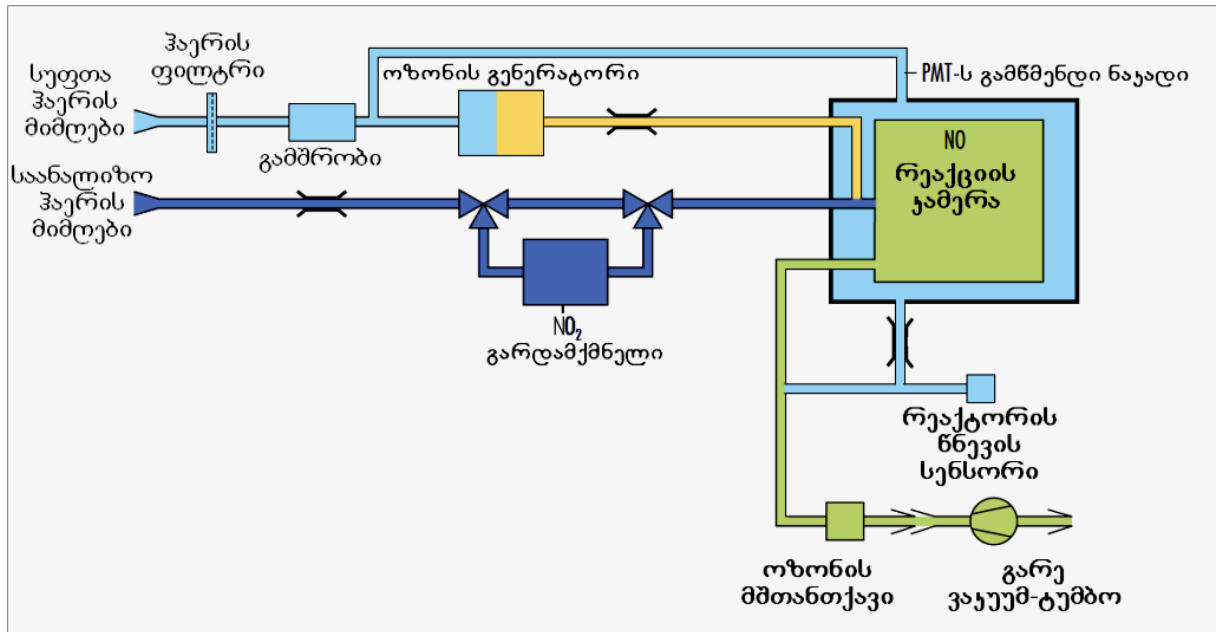 ჰაერის
ფილტრი
სუფთა
ჰაერის
მიმღები
გამშრობი
ოზონის გენერატორი
PMT-ს გამწმენდი ნაკადი
საანალიზო
ჰაერის
მიმღები
NO
რეაქციის
კამერა
NO₂
გარდამქმნელი
რეაქტორის
წნევის
სენსორი
ოზონის
მშთანთქავი
გარე
ვაკუუმ-ტუმბო